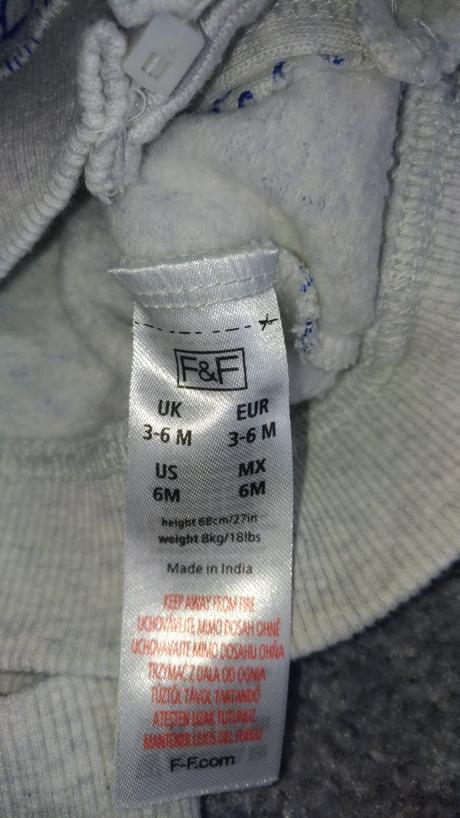 F&F
UK EUR
3-6 M 3-6 M
US MX
6M 6M
height 68cm/27in
weight 8kg/18lbs
Made in India
KEEP AWAY FROM FIRE
UCHOVÁVEJTE MIMO DOSAH OHNĚ
UCHOVÁVAJTE MIMO DOSAHU OHŇA
TRZYMAĆ Z DALA OD OGNIA
TŰZTŐL TÁVOL TARTANDÓ
ATEŞTEN UZAK TUTUNUZ
MANTENER LEJOS DEL FUEGO
F-F.com